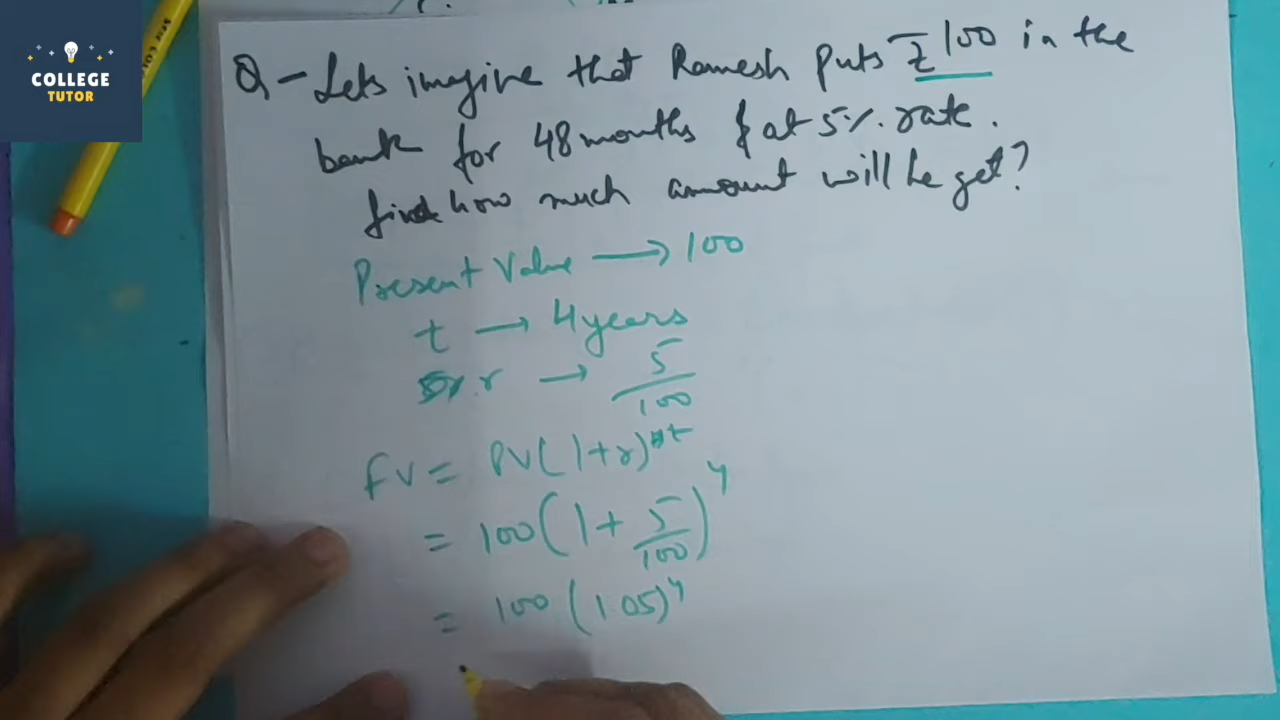 COLLEGE
TUTOR
Q - Lets imagine that Ramesh puts ₹100 in the
bank for 48 months & at 5% rate.
find how much amount will he get?
Present Value → 100
t → 4 years
r → 5/100
FV = PV(1+r)^t
= 100(1 + 5/100)^4
= 100 (1.05)^4